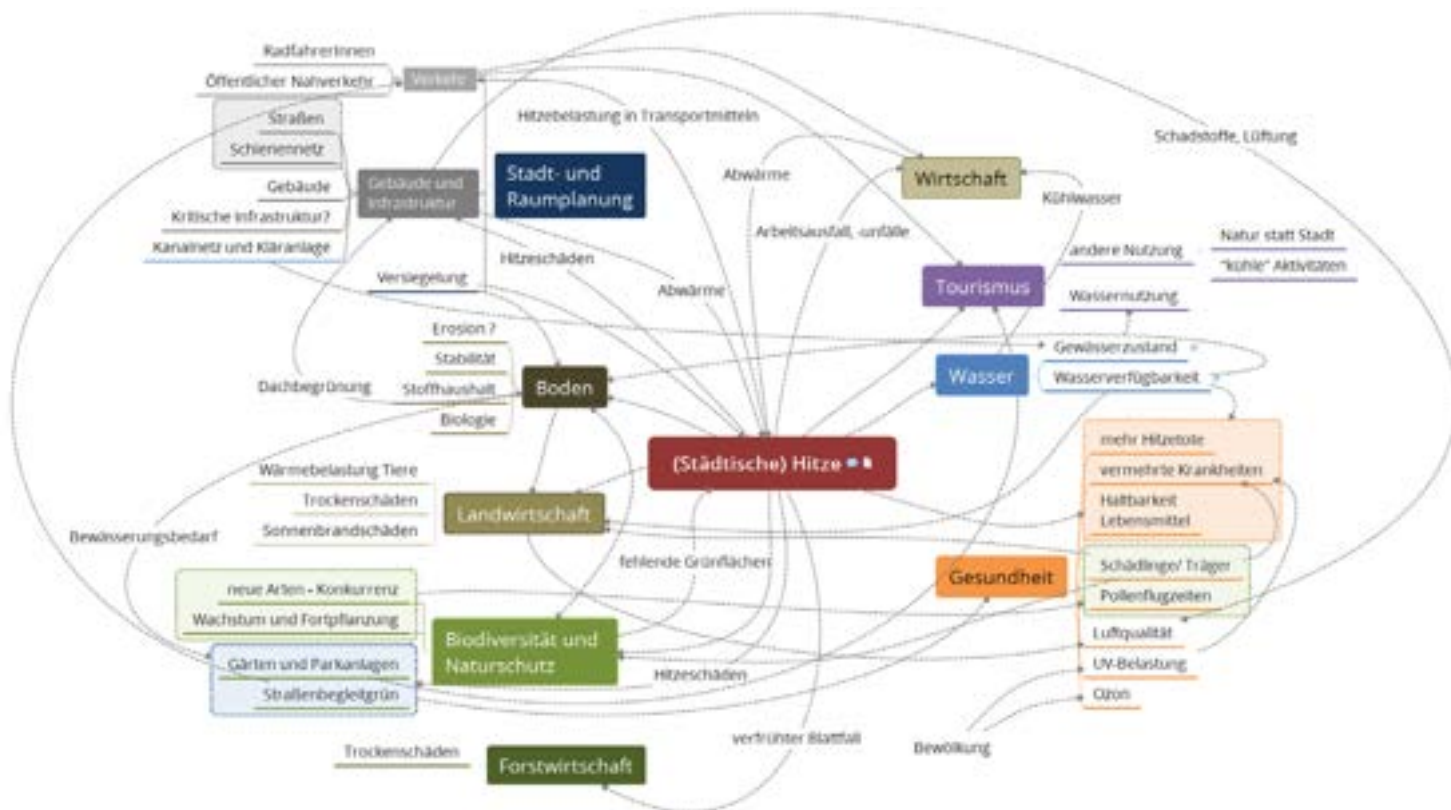 RadfahrerInnen
Öffentlicher Nahverkehr
Verkehr
Straßen
Schienennetz
Gebäude
Kritische Infrastruktur?
Kanalnetz und Kläranlage
Gebäude und
Infrastruktur
Stadt- und
Raumplanung
Hitzebelastung in Transportmitteln
Schadstoffe, Lüftung
Abwärme
Wirtschaft
Kühlwasser
Arbeitsausfall, -unfälle
Hitzeschäden
Abwärme
Versiegelung
andere Nutzung
Natur statt Stadt
"kühle" Aktivitäten
Tourismus
Wassernutzung
Erosion ?
Stabilität
Stoffhaushalt
Biologie
Boden
Dachbegrünung
Wasser
Gewässerzustand
Wasserverfügbarkeit
(Städtische) Hitze
mehr Hitzetote
vermehrte Krankheiten
Haltbarkeit
Lebensmittel
Wärmebelastung Tiere
Trockenschäden
Sonnenbrandschäden
Landwirtschaft
Bewässerungsbedarf
fehlende Grünflächen
Gesundheit
Schädlinge/ Träger
Pollenflugzeiten
Luftqualität
UV-Belastung
Ozon
neue Arten - Konkurrenz
Wachstum und Fortpflanzung
Gärten und Parkanlagen
Straßenbegleitgrün
Biodiversität und
Naturschutz
Hitzeschäden
verfrühter Blattfall
Bewölkung
Trockenschäden
Forstwirtschaft